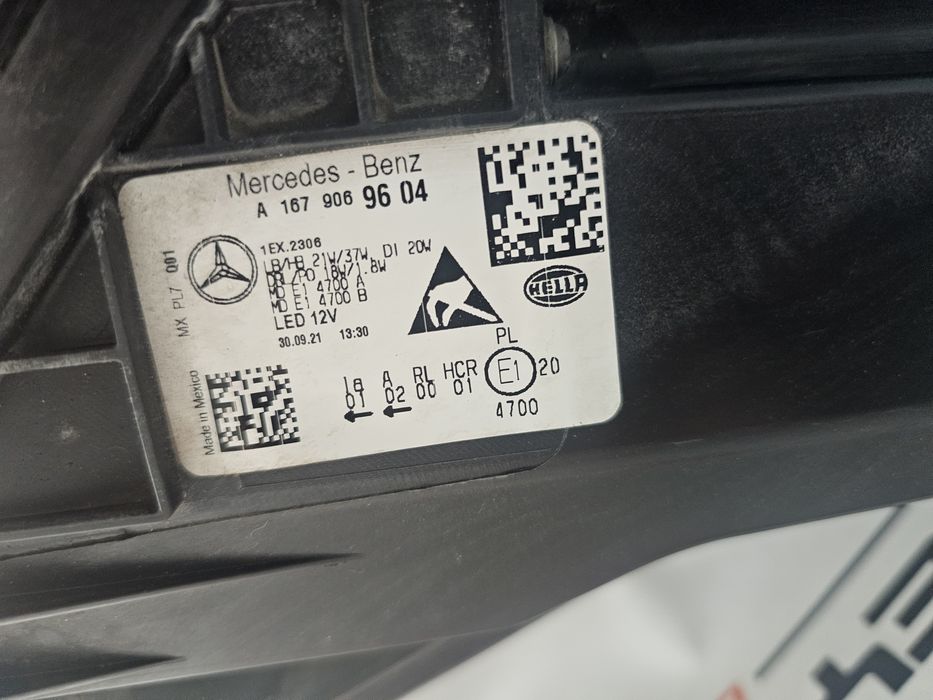 Mercedes - Benz
A 167 906 96 04
1EX.2306
LB/HB 21W/37W, DI 20W
DRL/PO 18W/1.8W
MD E1 4700 A
MD E1 4700 B
LED 12V
30.09.21 13:30
MX PL7 001
HELLA
PL
Made in Mexico
1a A RL HCR E1 20
01 02 00 01
4700